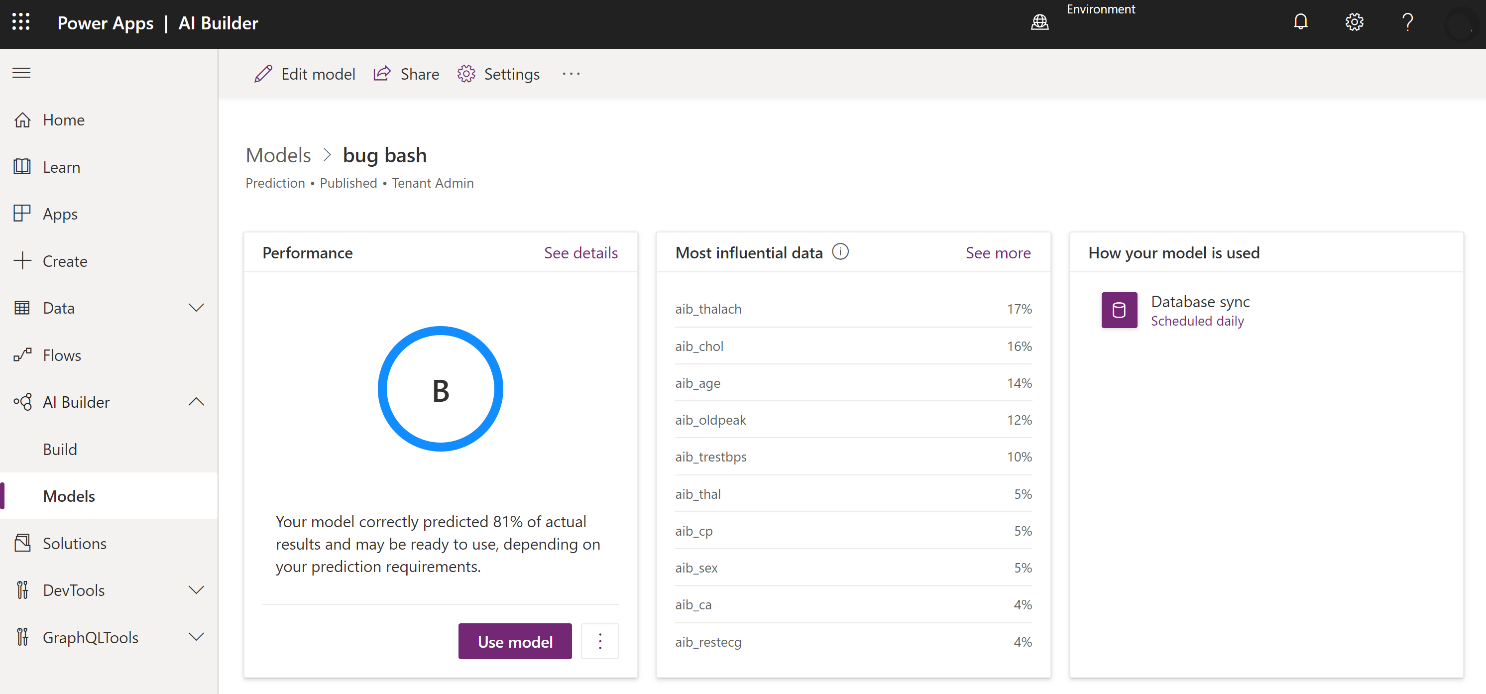 Power Apps | AI Builder
Environment
?
Edit model
Share
Settings
...
Home
Learn
Apps
Create
Data
Flows
AI Builder
Build
Models
Solutions
DevTools
GraphQLTools
Models > bug bash
Prediction • Published • Tenant Admin
Performance
See details
B
Your model correctly predicted 81% of actual
results and may be ready to use, depending on
your prediction requirements.
Use model
Most influential data
See more
aib_thalach 17%
aib_chol 16%
aib_age 14%
aib_oldpeak 12%
aib_trestbps 10%
aib_thal 5%
aib_cp 5%
aib_sex 5%
aib_ca 4%
aib_restecg 4%
How your model is used
Database sync
Scheduled daily